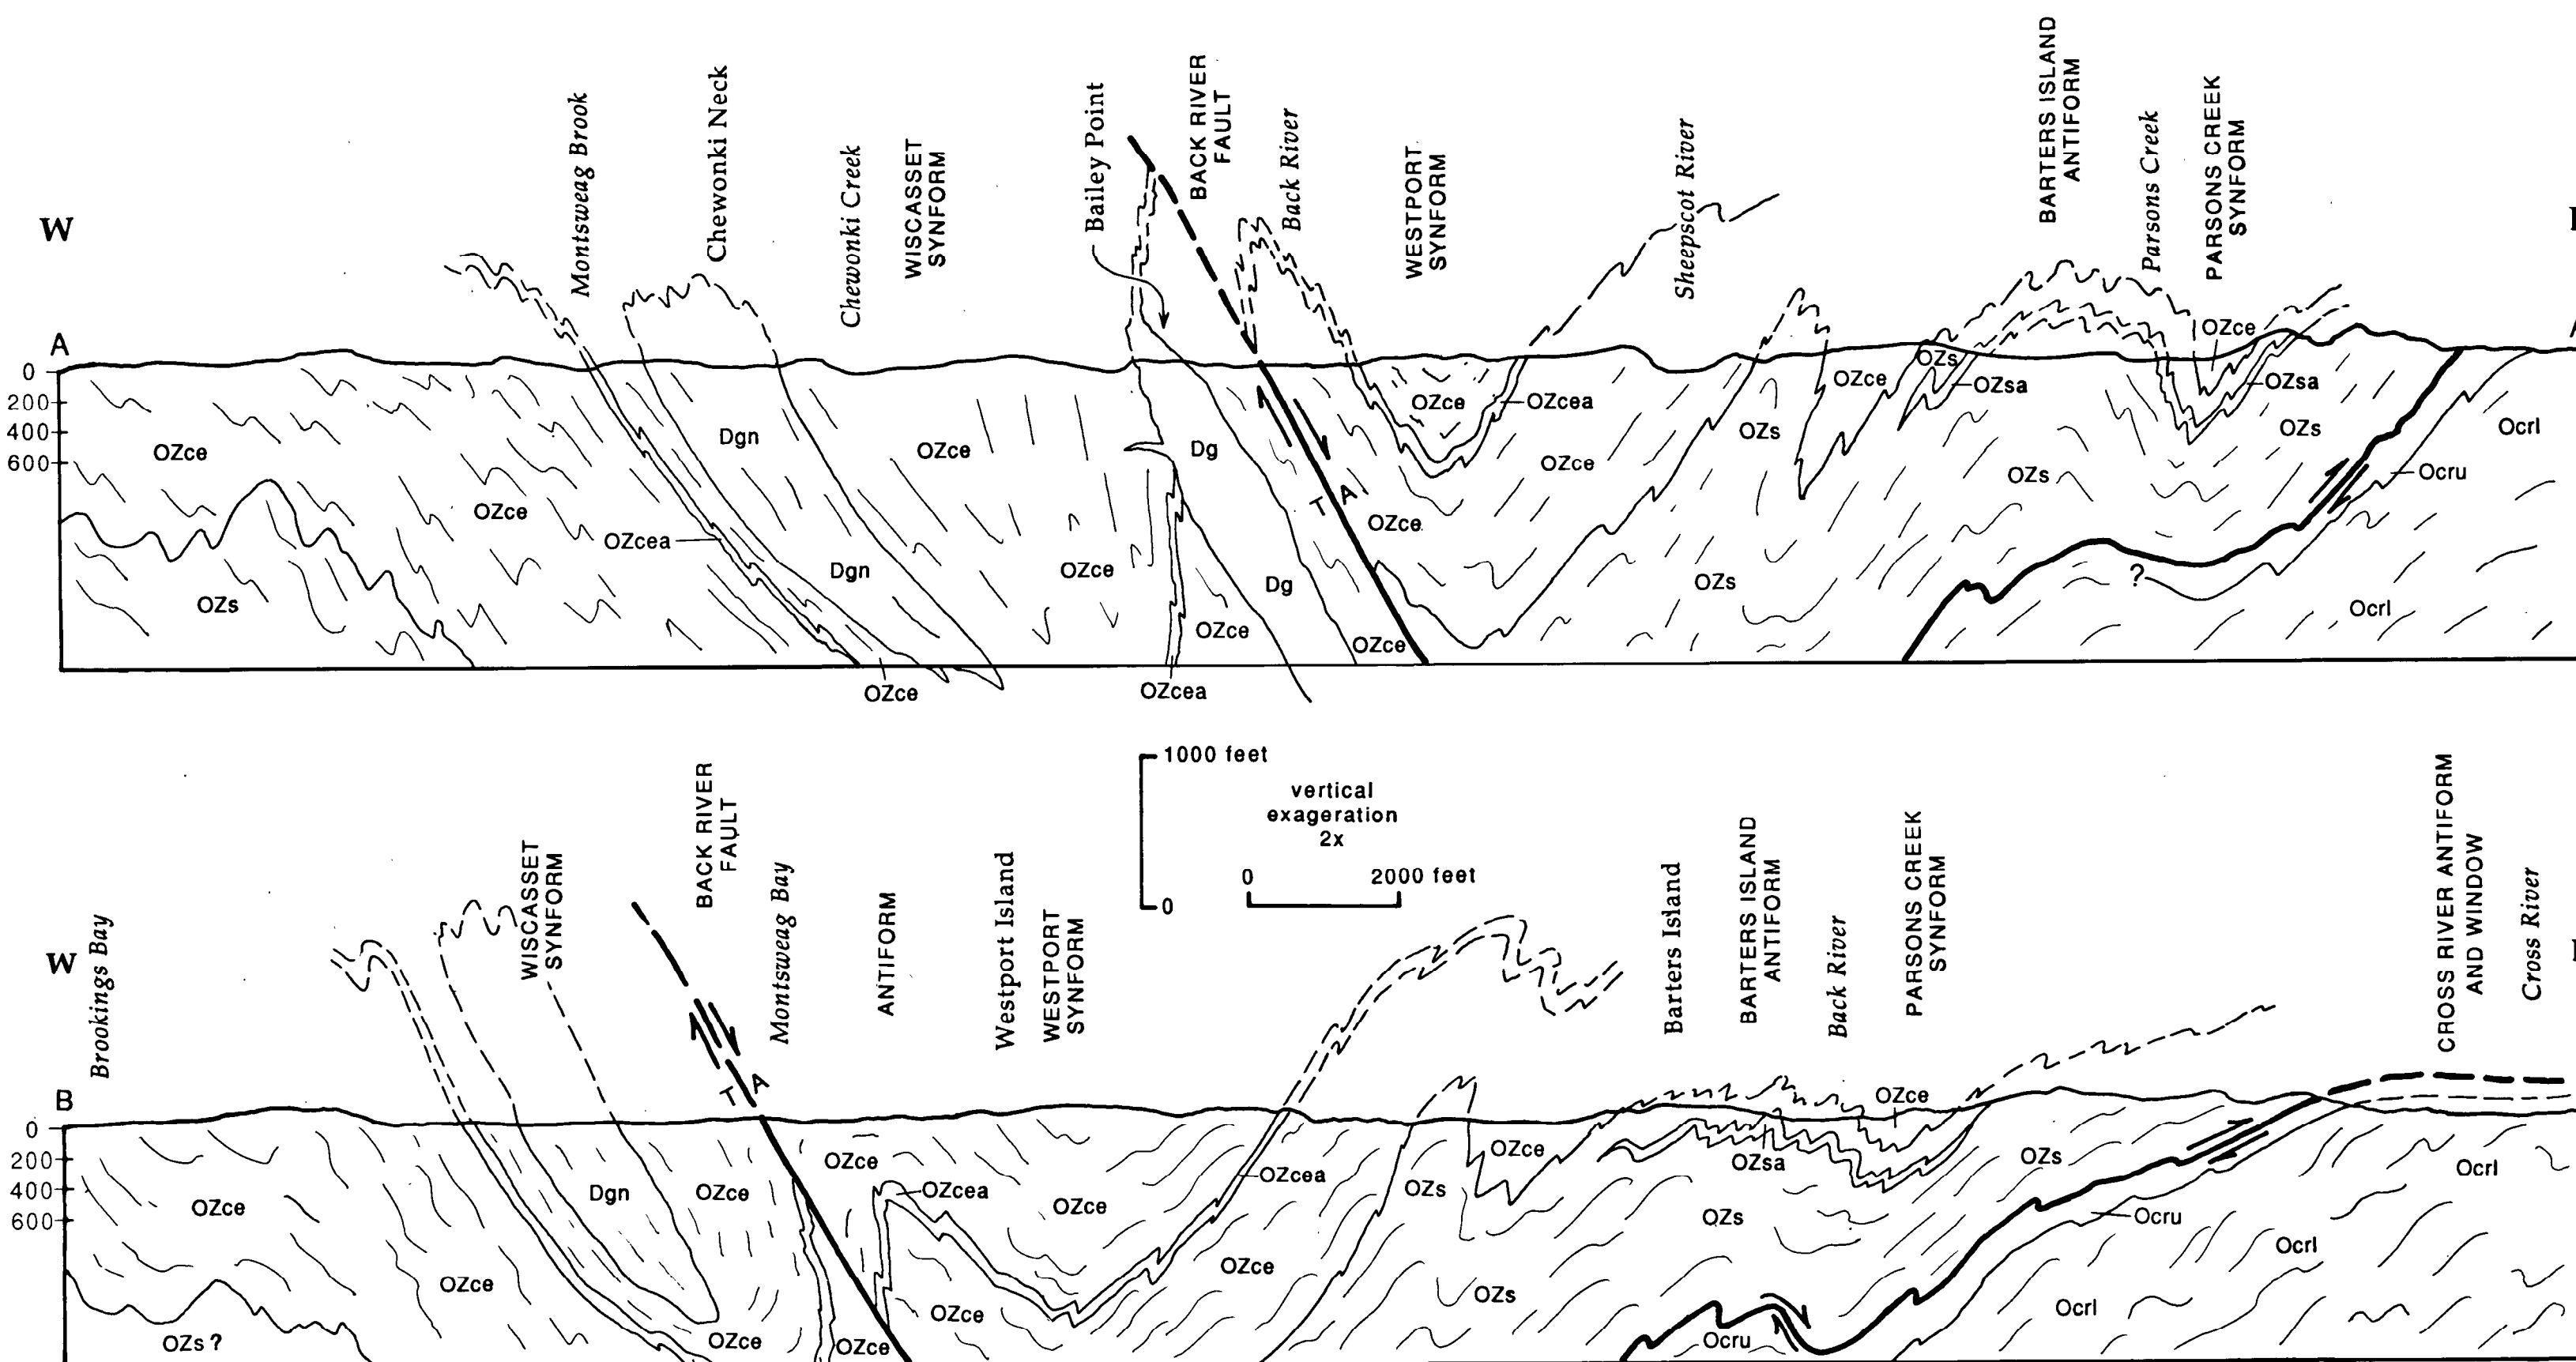 Montsweag Brook
Chewonki Neck
Chewonki Creek
WISCASSET
SYNFORM
Bailey Point
BACK RIVER
FAULT
Back River
WESTPORT
SYNFORM
Sheepscot River
BARTERS ISLAND
ANTIFORM
Parsons Creek
PARSONS CREEK
SYNFORM
W
A
0
200
400
600
OZce
OZs
OZce
OZcea
Dgn
Dgn
OZce
OZce
OZce
Dg
Dg
OZce
OZcea
T A
OZce
OZce
OZce
OZcea
OZce
OZs
OZs
OZce
OZs
OZsa
OZce
OZsa
OZs
OZs
?
Ocru
Ocrl
Ocrl
1000 feet
0
vertical
exageration
2x
0 2000 feet
W
Brookings Bay
WISCASSET
SYNFORM
BACK RIVER
FAULT
Montsweag Bay
ANTIFORM
Westport Island
WESTPORT
SYNFORM
Barters Island
BARTERS ISLAND
ANTIFORM
Back River
PARSONS CREEK
SYNFORM
CROSS RIVER ANTIFORM
AND WINDOW
Cross River
B
0
200
400
600
OZce
OZs ?
OZce
Dgn
OZce
OZce
T A
OZce
OZce
OZcea
OZce
OZce
OZcea
OZce
OZs
OZs
OZce
OZsa
OZs
OZce
OZs
Ocru
Ocru
Ocrl
Ocrl
Ocrl